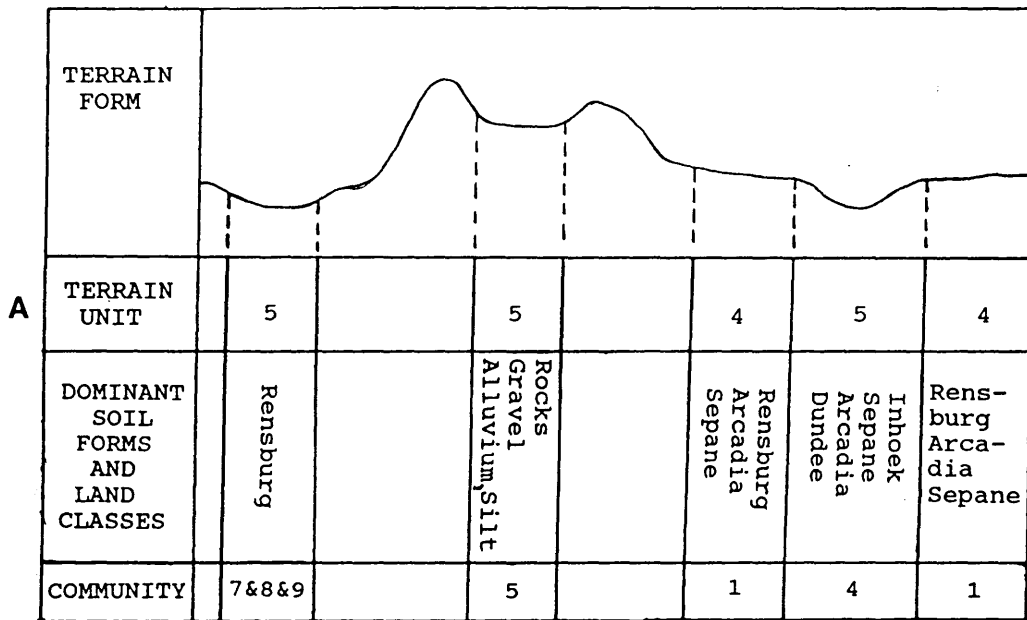 TERRAIN
FORM
A
TERRAIN
UNIT
5
5
4
5
4
DOMINANT
SOIL
FORMS
AND
LAND
CLASSES
Rensburg
Rocks
Gravel
Alluvium,Silt
Rensburg
Arcadia
Sepane
Inhoek
Sepane
Arcadia
Dundee
Rens-
burg
Arca-
dia
Sepane
COMMUNITY
7&8&9
5
1
4
1